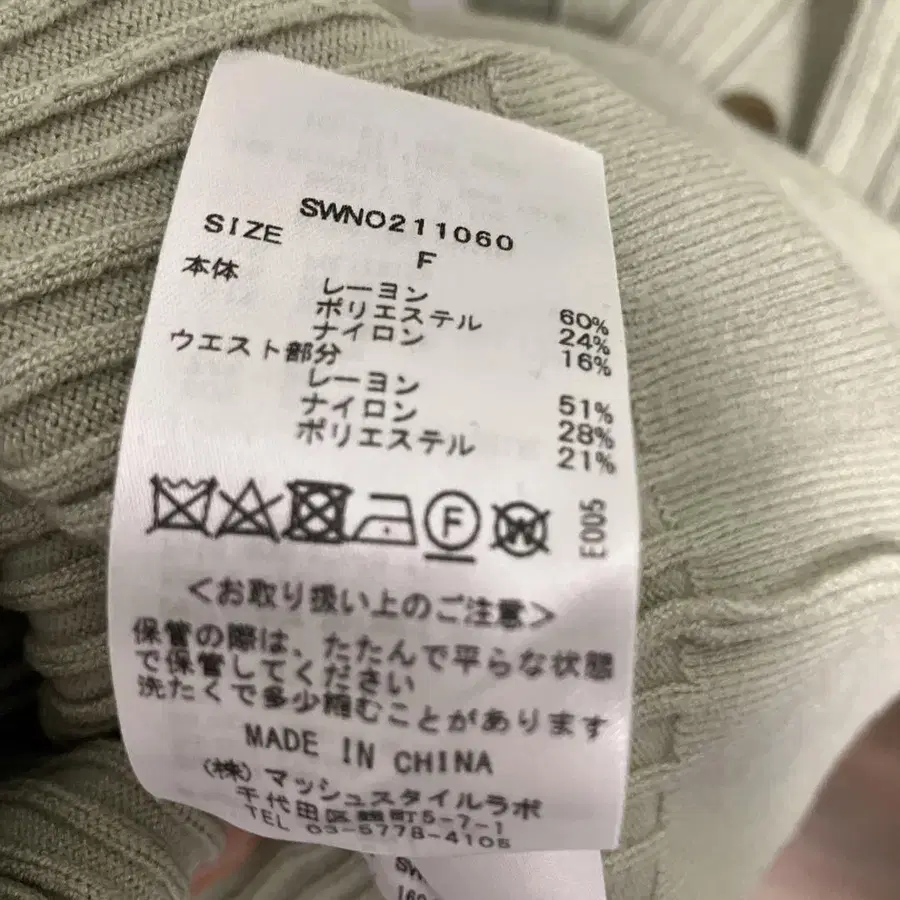 SWNO211060
SIZE F
本体
レーヨン 60%
ポリエステル 24%
ナイロン 16%
ウエスト部分
レーヨン 51%
ナイロン 28%
ポリエステル 21%
F
W
E005
<お取り扱い上のご注意>
保管の際は、たたんで平らな状態
で保管してください
洗たくで多少縮むことがあります
MADE IN CHINA
(株)マッシュスタイルラボ
千代田区麹町5-7-1
TEL 03-5778-4105